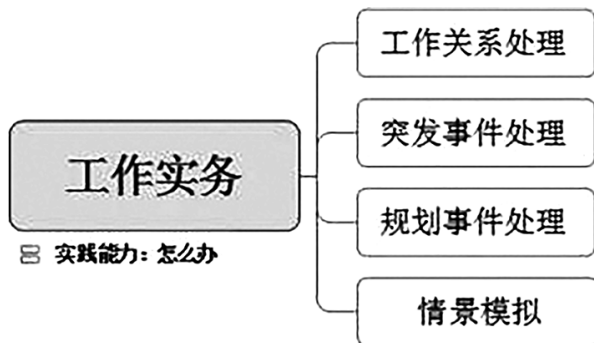 工作实务
实践能力：怎么办
工作关系处理
突发事件处理
规划事件处理
情景模拟